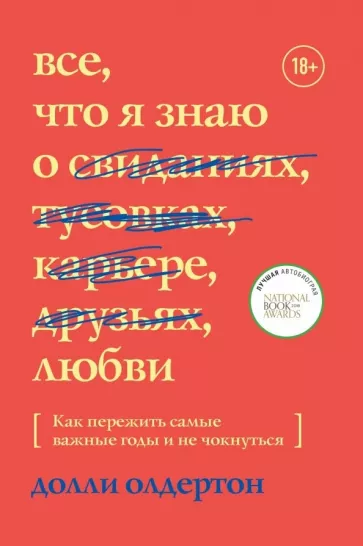 все,
18+
что я знаю
о свиданиях,
тусовках,
карьере,
друзьях,
любви
ЛУЧШАЯ АВТОБИОГРАФИЯ
NATIONAL
BOOK
AWARDS
[ Как пережить самые
важные годы и не чокнуться ]
долли олдертон